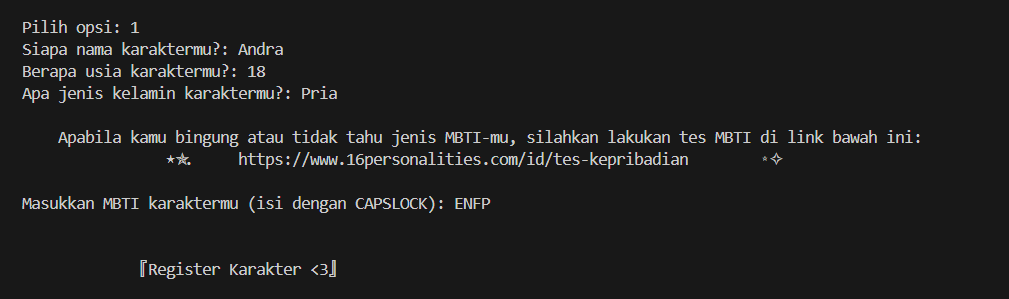 Pilih opsi: 1
Siapa nama karaktermu?: Andra
Berapa usia karaktermu?: 18
Apa jenis kelamin karaktermu?: Pria
Apabila kamu bingung atau tidak tahu jenis MBTI-mu, silahkan lakukan tes MBTI di link bawah ini:
⋆✮. https://www.16personalities.com/id/tes-kepribadian ⋆✧
Masukkan MBTI karaktermu (isi dengan CAPSLOCK): ENFP
〚Register Karakter <3〛